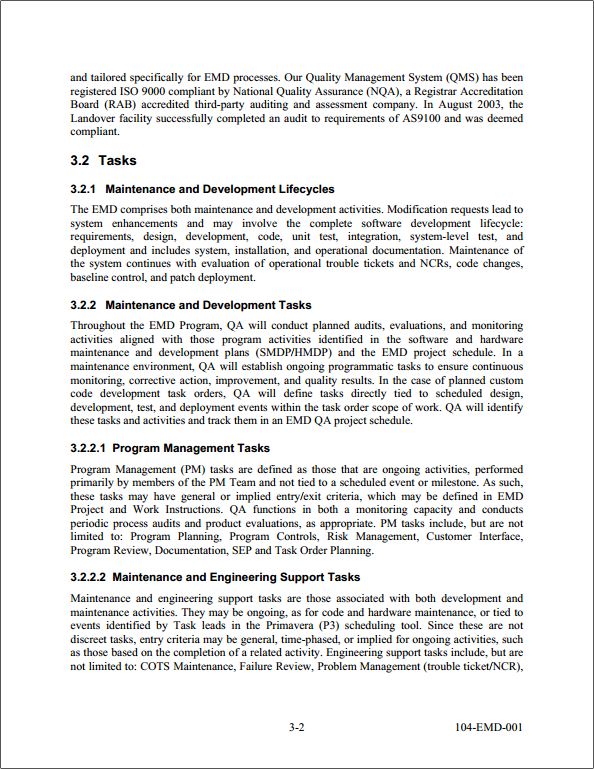 and tailored specifically for EMD processes. Our Quality Management System (QMS) has been
registered ISO 9000 compliant by National Quality Assurance (NQA), a Registrar Accreditation
Board (RAB) accredited third-party auditing and assessment company. In August 2003, the
Landover facility successfully completed an audit to requirements of AS9100 and was deemed
compliant.
3.2 Tasks
3.2.1 Maintenance and Development Lifecycles
The EMD comprises both maintenance and development activities. Modification requests lead to
system enhancements and may involve the complete software development lifecycle:
requirements, design, development, code, unit test, integration, system-level test, and
deployment and includes system, installation, and operational documentation. Maintenance of
the system continues with evaluation of operational trouble tickets and NCRs, code changes,
baseline control, and patch deployment.
3.2.2 Maintenance and Development Tasks
Throughout the EMD Program, QA will conduct planned audits, evaluations, and monitoring
activities aligned with those program activities identified in the software and hardware
maintenance and development plans (SMDP/HMDP) and the EMD project schedule. In a
maintenance environment, QA will establish ongoing programmatic tasks to ensure continuous
monitoring, corrective action, improvement, and quality results. In the case of planned custom
code development task orders, QA will define tasks directly tied to scheduled design,
development, test, and deployment events within the task order scope of work. QA will identify
these tasks and activities and track them in an EMD QA project schedule.
3.2.2.1 Program Management Tasks
Program Management (PM) tasks are defined as those that are ongoing activities, performed
primarily by members of the PM Team and not tied to a scheduled event or milestone. As such,
these tasks may have general or implied entry/exit criteria, which may be defined in EMD
Project and Work Instructions. QA functions in both a monitoring capacity and conducts
periodic process audits and product evaluations, as appropriate. PM tasks include, but are not
limited to: Program Planning, Program Controls, Risk Management, Customer Interface,
Program Review, Documentation, SEP and Task Order Planning.
3.2.2.2 Maintenance and Engineering Support Tasks
Maintenance and engineering support tasks are those associated with both development and
maintenance activities. They may be ongoing, as for code and hardware maintenance, or tied to
events identified by Task leads in the Primavera (P3) scheduling tool. Since these are not
discreet tasks, entry criteria may be general, time-phased, or implied for ongoing activities, such
as those based on the completion of a related activity. Engineering support tasks include, but are
not limited to: COTS Maintenance, Failure Review, Problem Management (trouble ticket/NCR),
3-2 104-EMD-001